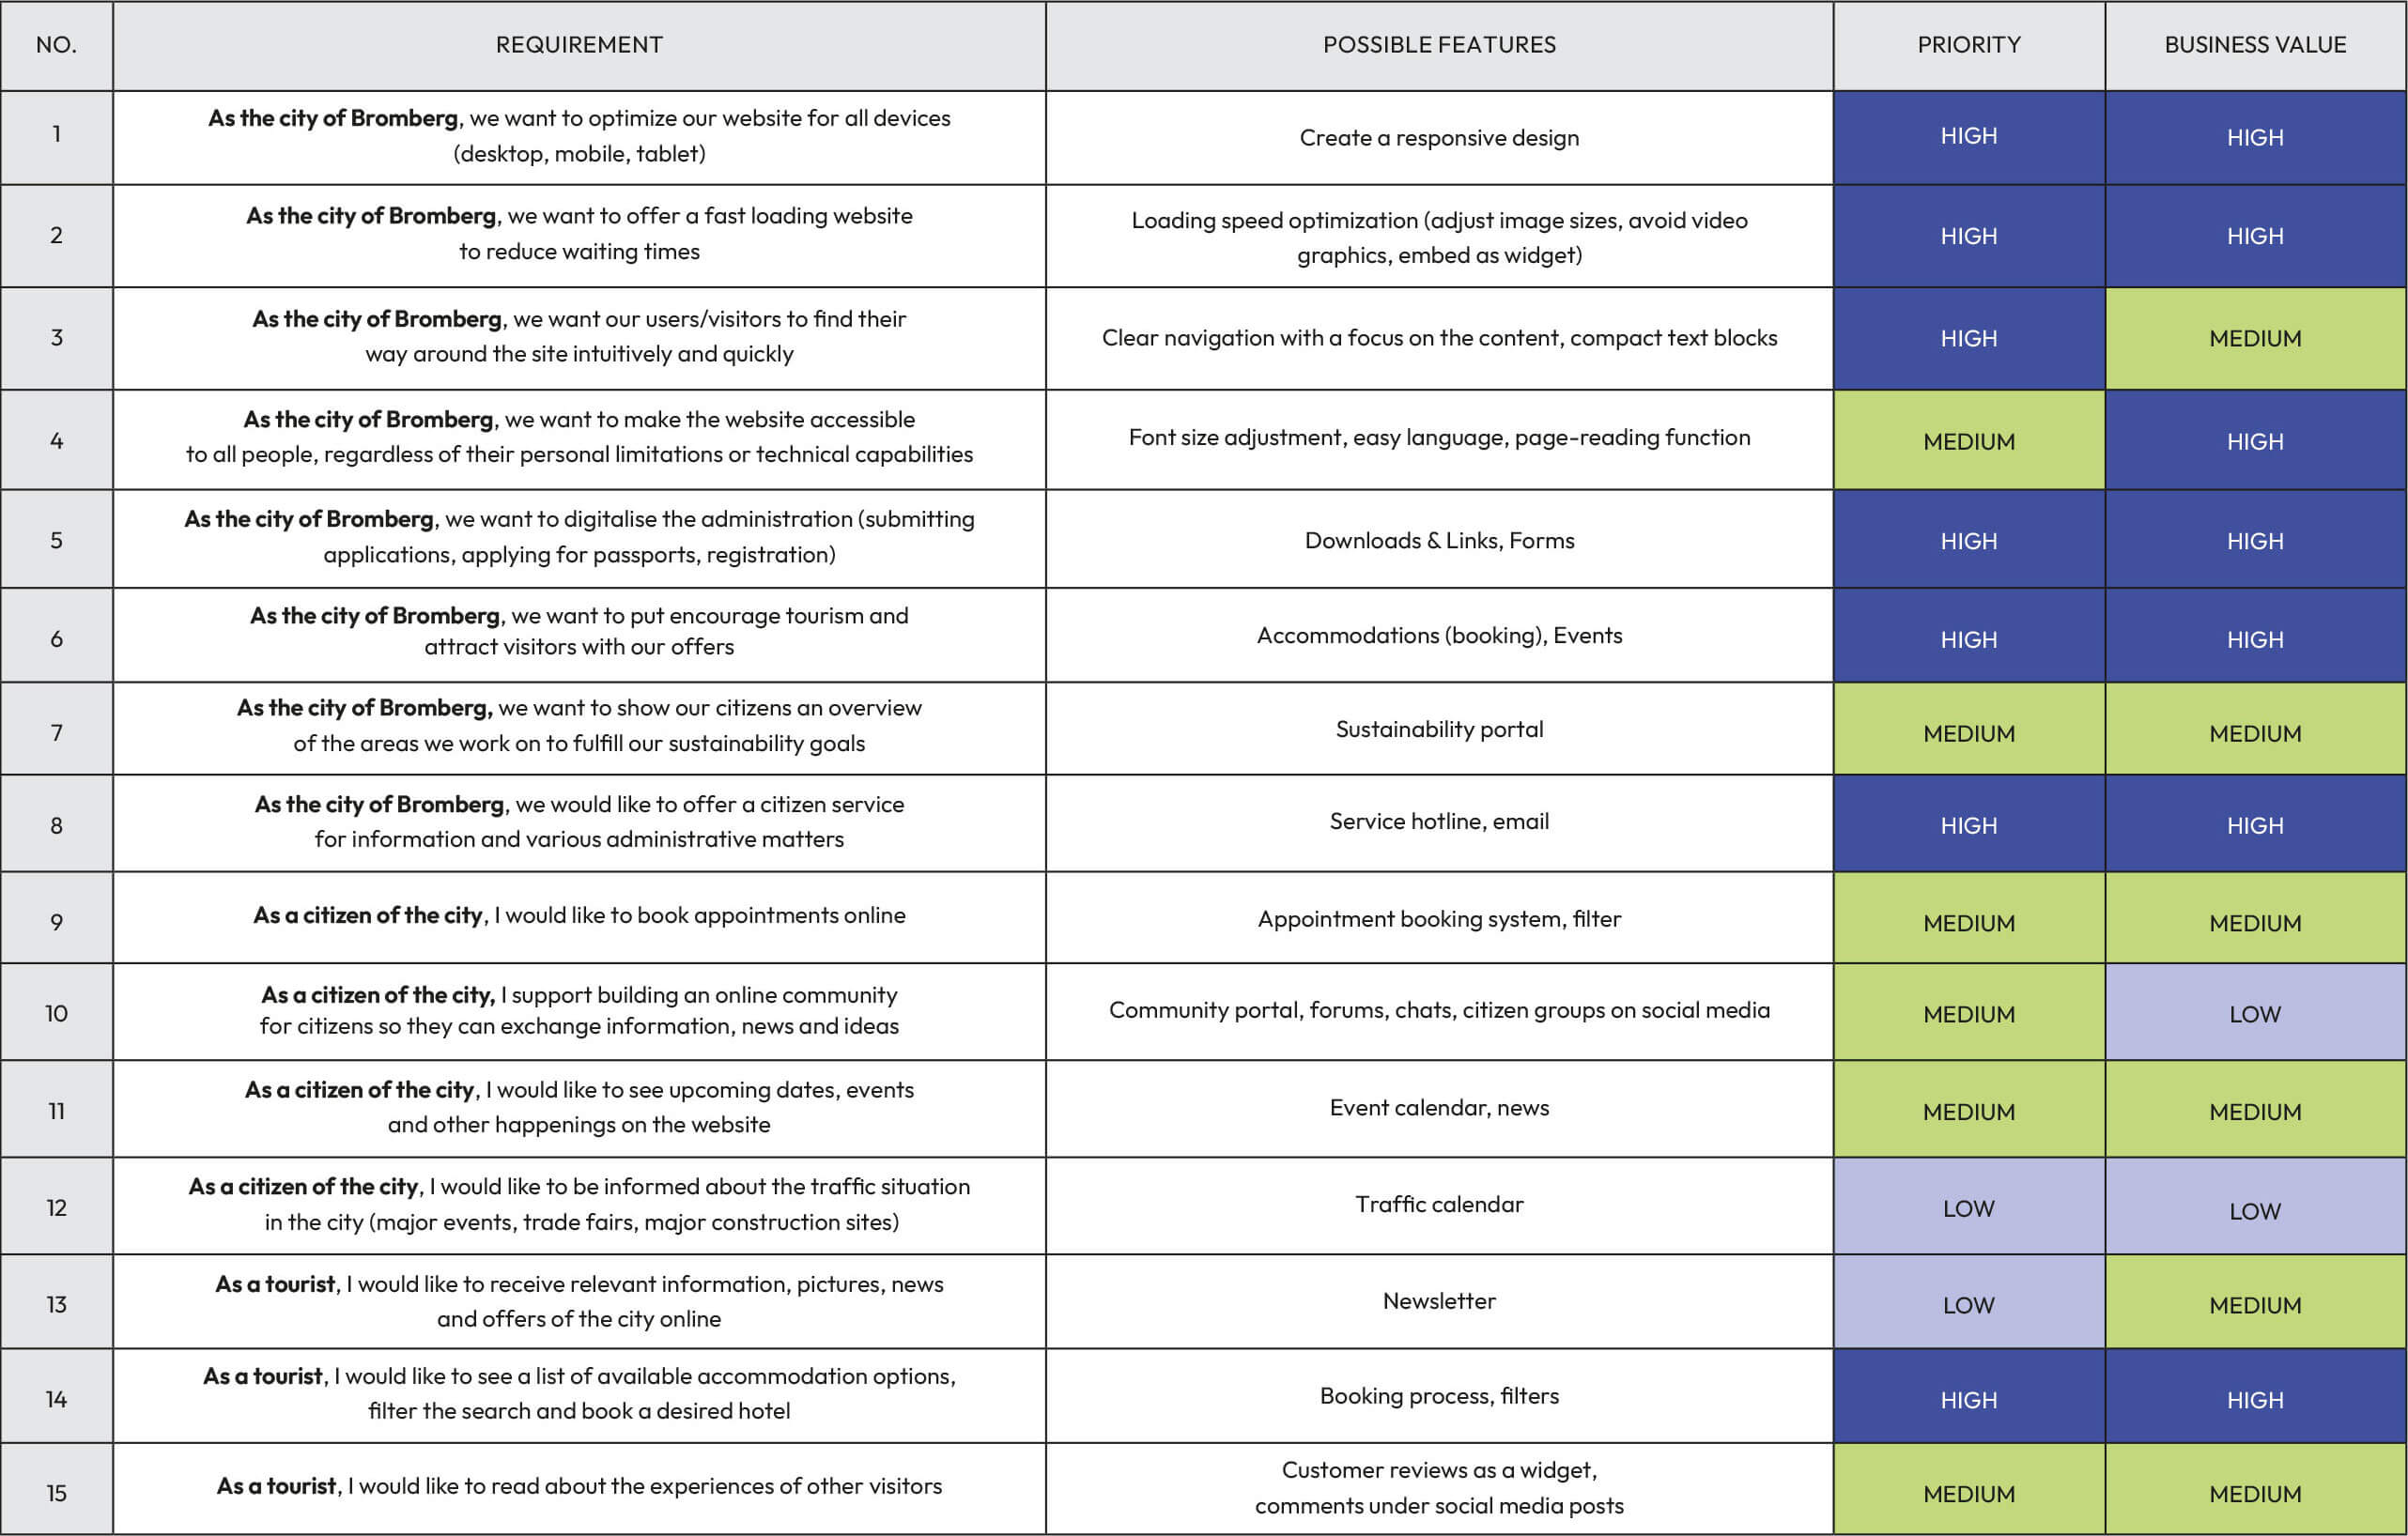 NO. REQUIREMENT POSSIBLE FEATURES PRIORITY BUSINESS VALUE
1
As the city of Bromberg, we want to optimize our website for all devices
(desktop, mobile, tablet)
Create a responsive design
HIGH
HIGH
2
As the city of Bromberg, we want to offer a fast loading website
to reduce waiting times
Loading speed optimization (adjust image sizes, avoid video
graphics, embed as widget)
HIGH
HIGH
3
As the city of Bromberg, we want our users/visitors to find their
way around the site intuitively and quickly
Clear navigation with a focus on the content, compact text blocks
HIGH
MEDIUM
4
As the city of Bromberg, we want to make the website accessible
to all people, regardless of their personal limitations or technical capabilities
Font size adjustment, easy language, page-reading function
MEDIUM
HIGH
5
As the city of Bromberg, we want to digitalise the administration (submitting
applications, applying for passports, registration)
Downloads & Links, Forms
HIGH
HIGH
6
As the city of Bromberg, we want to put encourage tourism and
attract visitors with our offers
Accommodations (booking), Events
HIGH
HIGH
7
As the city of Bromberg, we want to show our citizens an overview
of the areas we work on to fulfill our sustainability goals
Sustainability portal
MEDIUM
MEDIUM
8
As the city of Bromberg, we would like to offer a citizen service
for information and various administrative matters
Service hotline, email
HIGH
HIGH
9
As a citizen of the city, I would like to book appointments online
Appointment booking system, filter
MEDIUM
MEDIUM
10
As a citizen of the city, I support building an online community
for citizens so they can exchange information, news and ideas
Community portal, forums, chats, citizen groups on social media
MEDIUM
LOW
11
As a citizen of the city, I would like to see upcoming dates, events
and other happenings on the website
Event calendar, news
MEDIUM
MEDIUM
12
As a citizen of the city, I would like to be informed about the traffic situation
in the city (major events, trade fairs, major construction sites)
Traffic calendar
LOW
LOW
13
As a tourist, I would like to receive relevant information, pictures, news
and offers of the city online
Newsletter
LOW
MEDIUM
14
As a tourist, I would like to see a list of available accommodation options,
filter the search and book a desired hotel
Booking process, filters
HIGH
HIGH
15
As a tourist, I would like to read about the experiences of other visitors
Customer reviews as a widget,
comments under social media posts
MEDIUM
MEDIUM